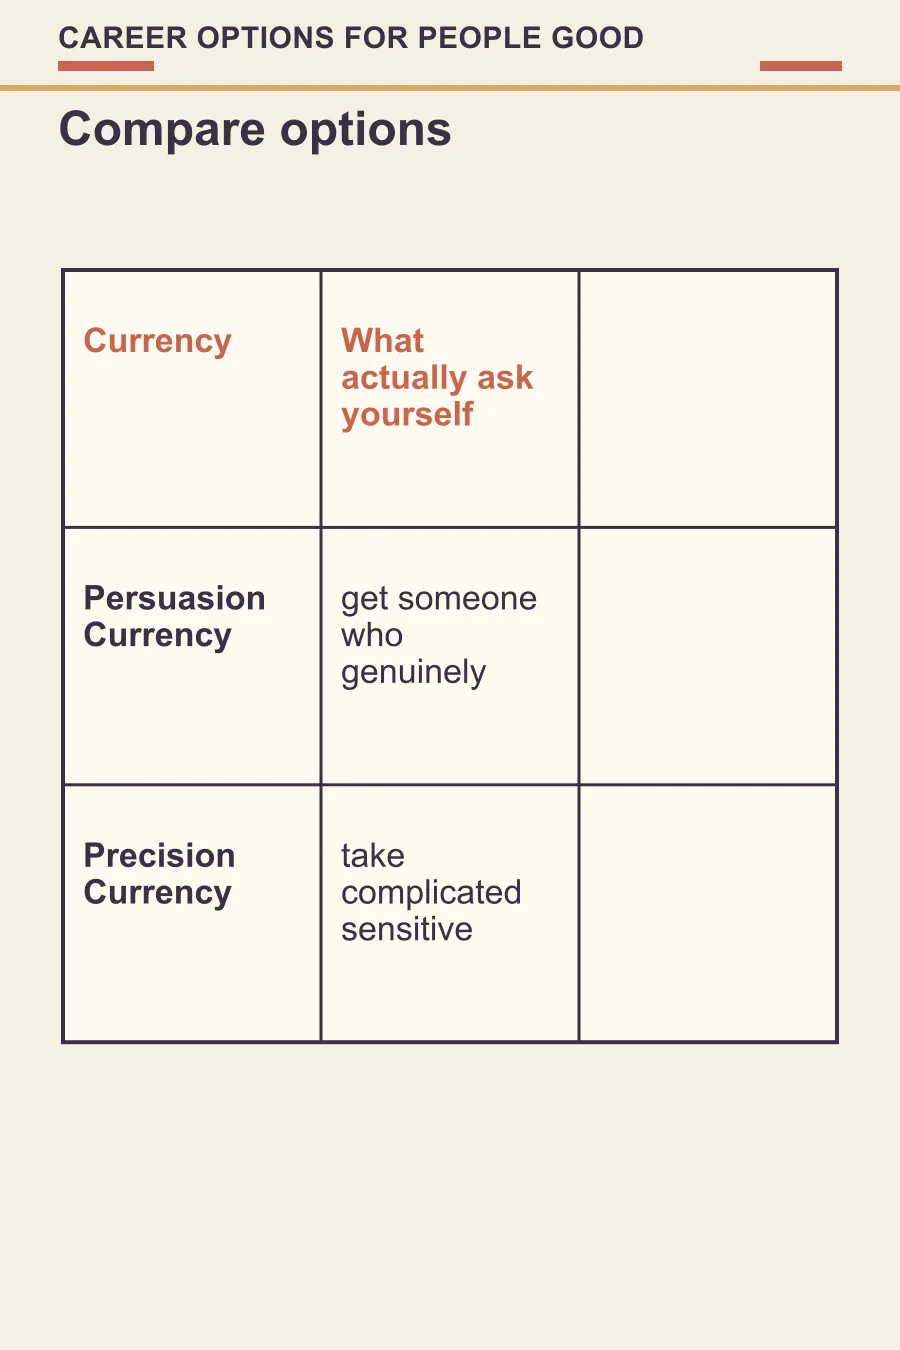 CAREER OPTIONS FOR PEOPLE GOOD
Compare options
Currency
What
actually ask
yourself
Persuasion
Currency
get someone
who
genuinely
Precision
Currency
take
complicated
sensitive